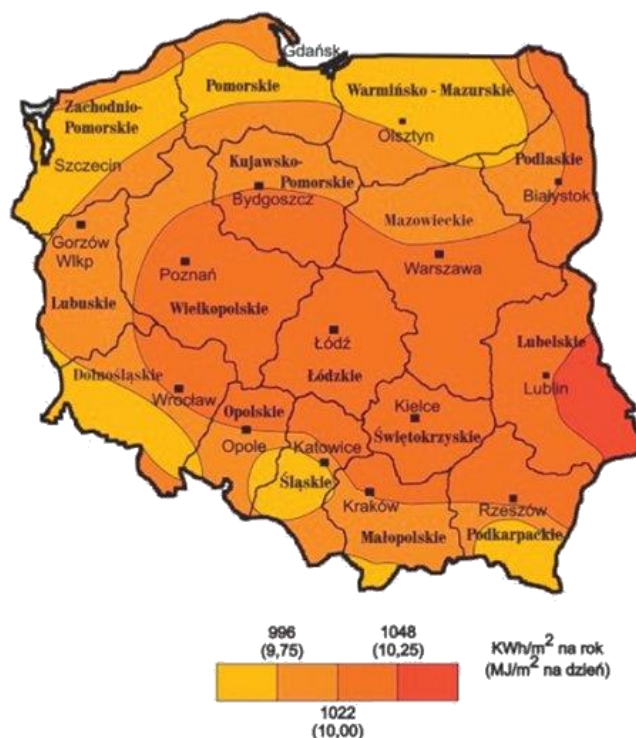 Gdańsk
Pomorskie
Warmińsko - Mazurskie
Zachodnio-
Pomorskie
Olsztyn
Szczecin
Kujawsko-
Pomorskie
Podlaskie
Bydgoszcz
Białystok
Mazowieckie
Gorzów
Wlkp
Poznań
Warszawa
Lubuskie
Wielkopolskie
Łódź
Lubelskie
Łódzkie
Dolnośląskie
Wrocław
Lublin
Opolskie
Kielce
Opole
Katowice
Świętokrzyskie
Śląskie
Kraków
Rzeszów
Małopolskie
Podkarpackie
996
(9,75)
1048
(10,25)
KWh/m² na rok
(MJ/m² na dzień)
1022
(10,00)